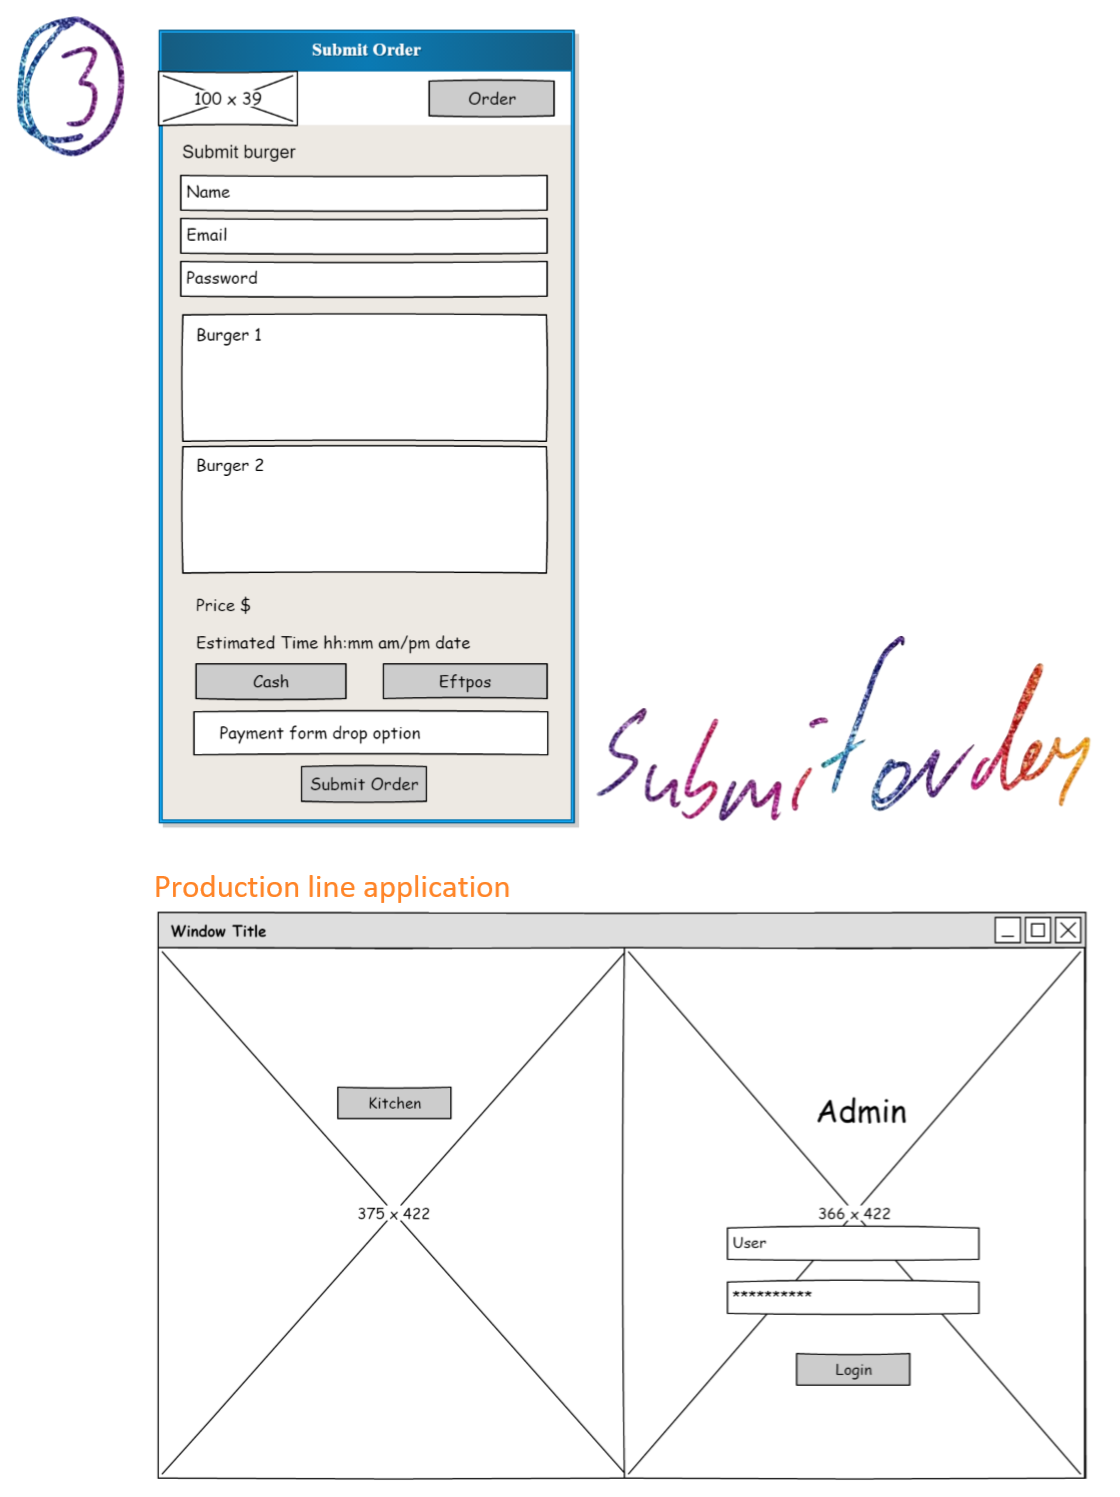 3
Submit Order
100 x 39
Order
Submit burger
Name
Email
Password
Burger 1
Burger 2
Price $
Estimated Time hh:mm am/pm date
Cash Eftpos
Payment form drop option
Submit Order
Submit order
Production line application
Window Title
Kitchen
375 x 422
Admin
366 x 422
User
**********
Login